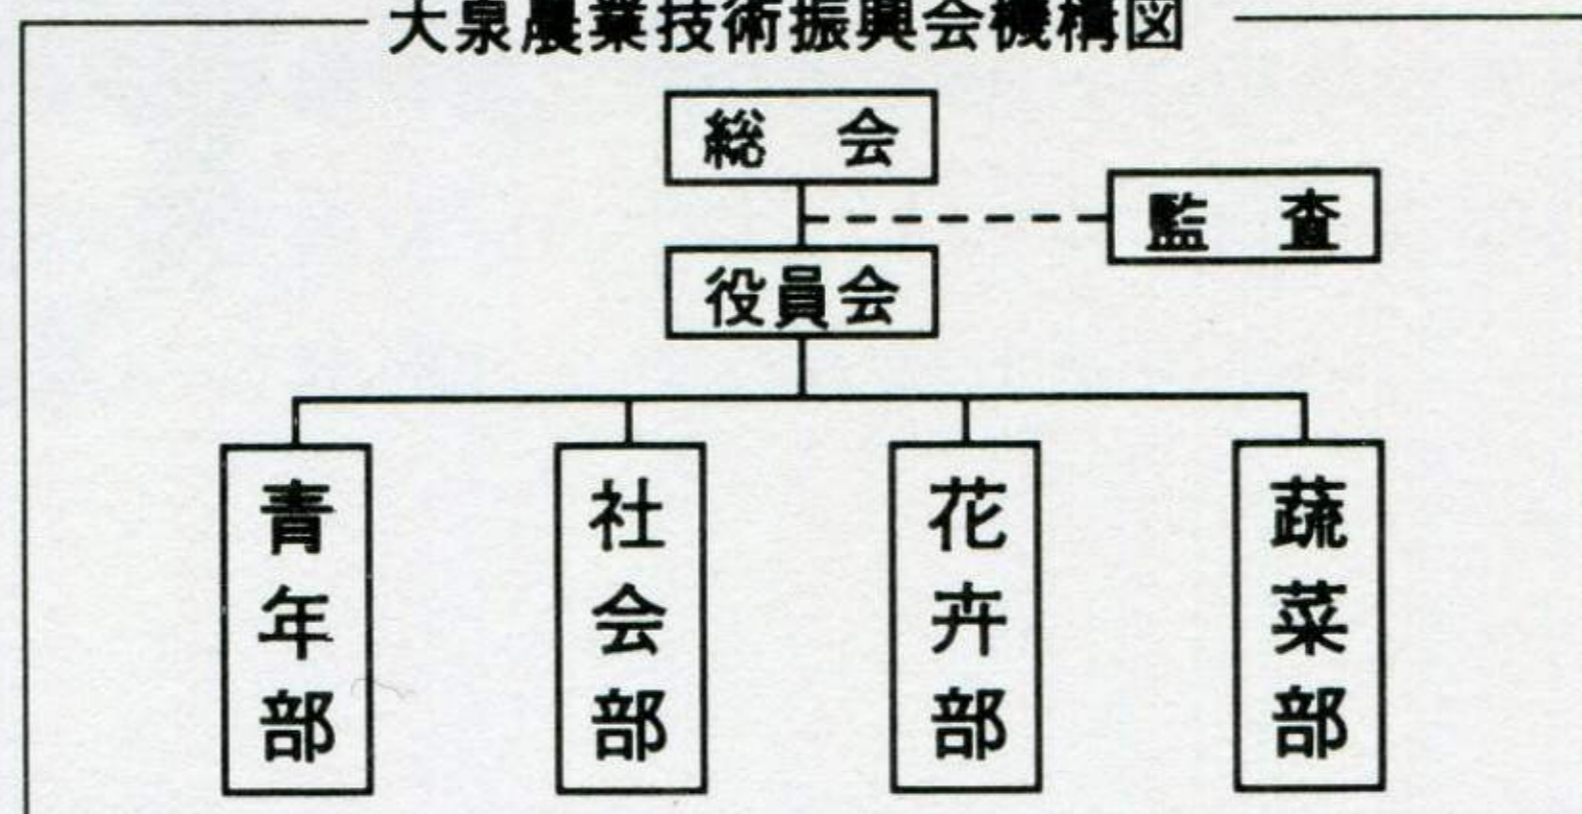 大泉農業技術振興会機構図
総　会
監　査
役員会
青年部
社会部
花卉部
蔬菜部